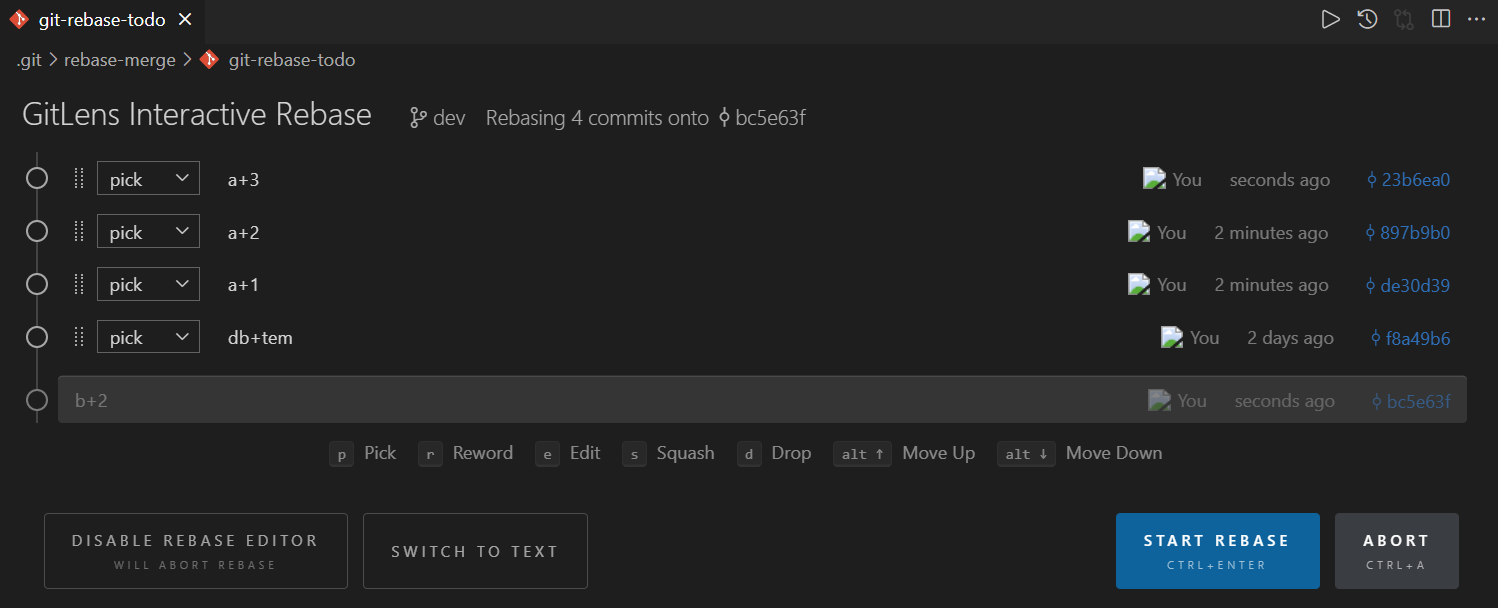 git-rebase-todo
.git > rebase-merge > git-rebase-todo
GitLens Interactive Rebase dev Rebasing 4 commits onto bc5e63f
pick a+3 You seconds ago 23b6ea0
pick a+2 You 2 minutes ago 897b9b0
pick a+1 You 2 minutes ago de30d39
pick db+tem You 2 days ago f8a49b6
b+2 You seconds ago bc5e63f
p Pick r Reword e Edit s Squash d Drop alt ↑ Move Up alt ↓ Move Down
DISABLE REBASE EDITOR SWITCH TO TEXT START REBASE ABORT
WILL ABORT REBASE CTRL+ENTER CTRL+A